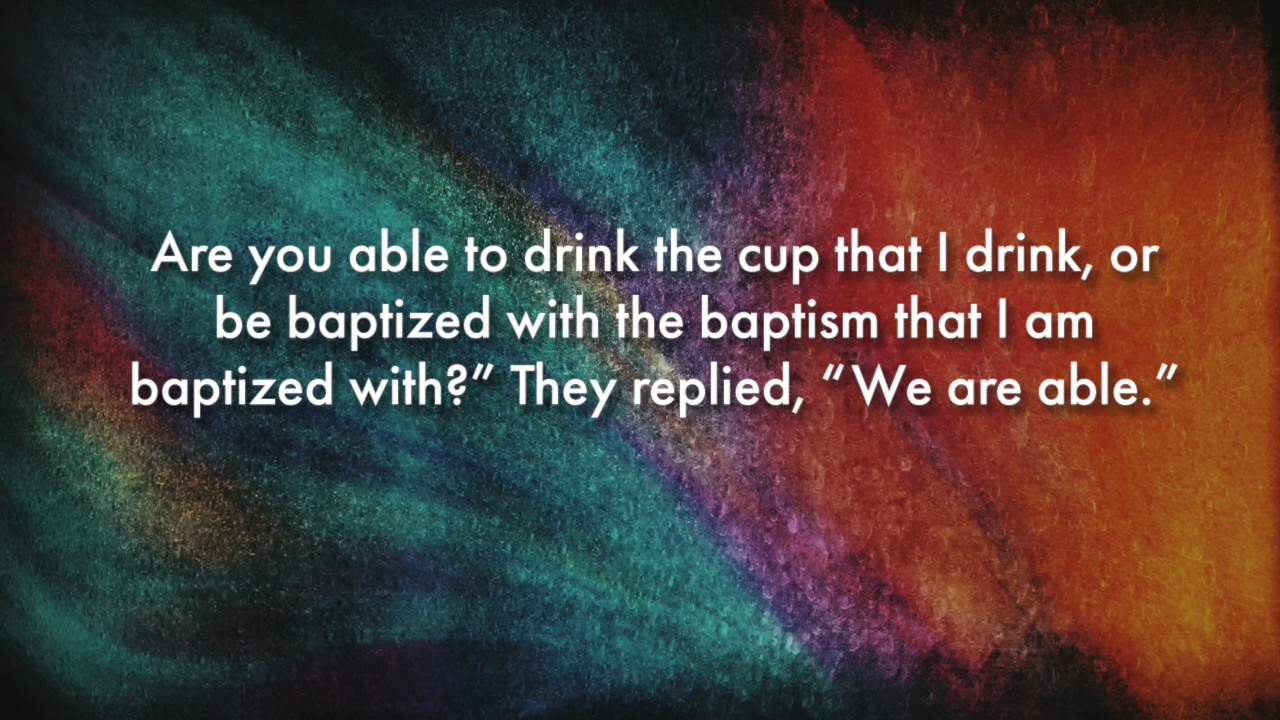 Are you able to drink the cup that I drink, or
be baptized with the baptism that I am
baptized with?” They replied, “We are able.”